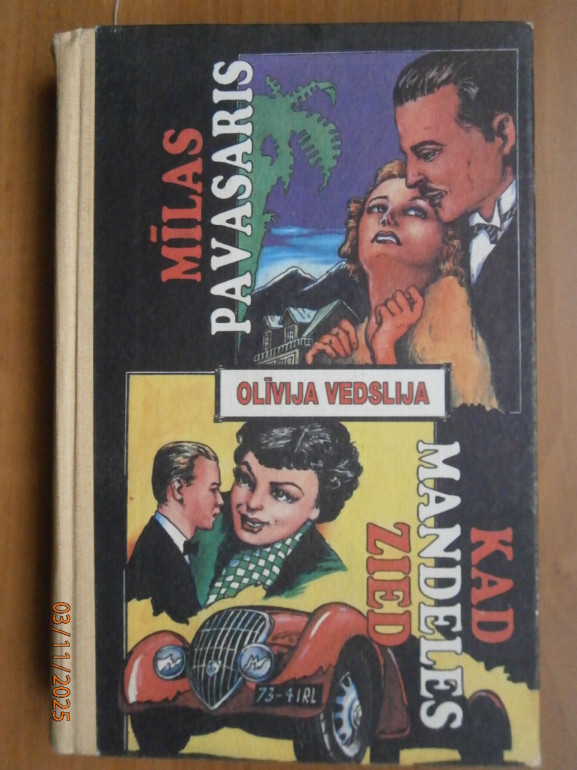 MĪLAS
PAVASARIS
OLĪVIJA VEDSLIJA
KAD
MANDELES
ZIED
73-41RL
03/11/2025